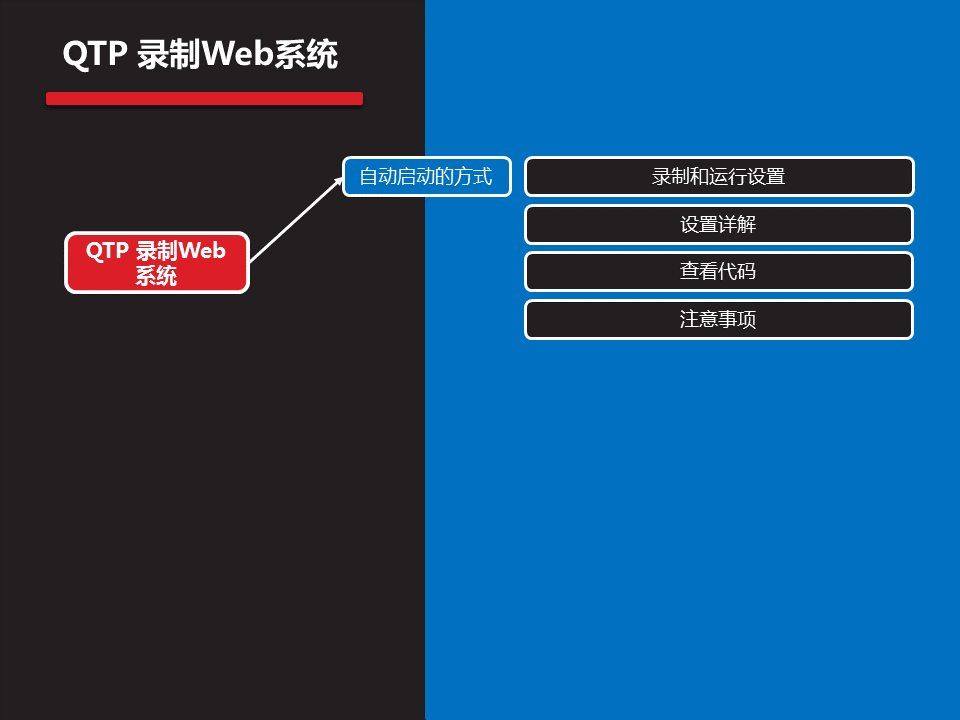 QTP 录制Web系统
自动启动的方式
录制和运行设置
设置详解
QTP 录制Web
系统
查看代码
注意事项